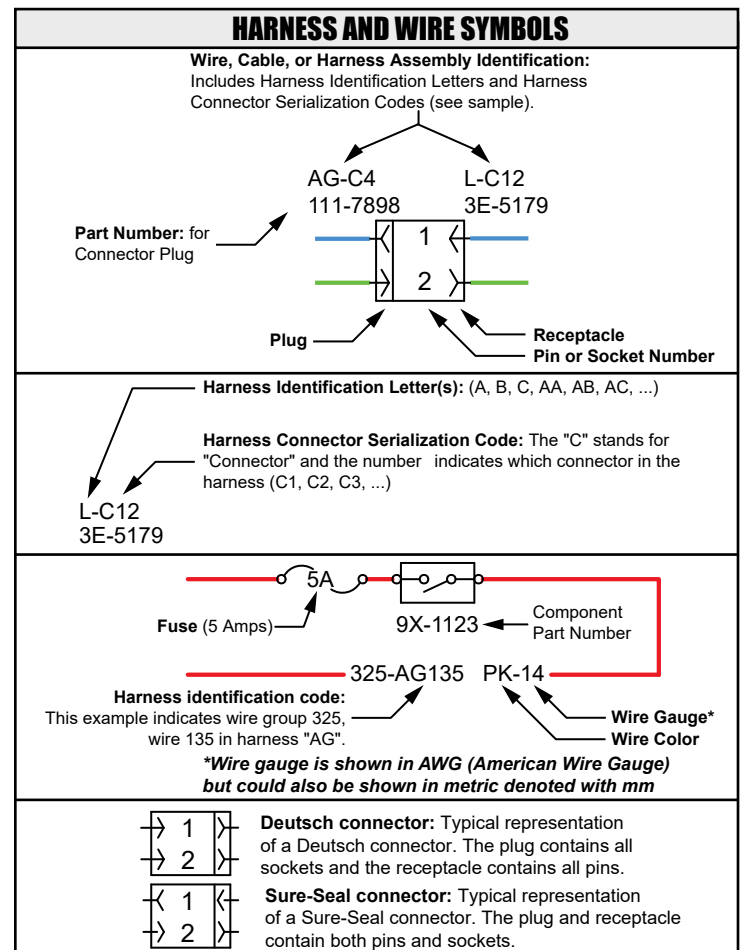 HARNESS AND WIRE SYMBOLS
Wire, Cable, or Harness Assembly Identification:
Includes Harness Identification Letters and Harness
Connector Serialization Codes (see sample).
AG-C4 L-C12
111-7898 3E-5179
Part Number: for
Connector Plug
1
2
Plug
Receptacle
Pin or Socket Number
Harness Identification Letter(s): (A, B, C, AA, AB, AC, ...)
Harness Connector Serialization Code: The "C" stands for
"Connector" and the number indicates which connector in the
harness (C1, C2, C3, ...)
L-C12
3E-5179
5A
Fuse (5 Amps)
9X-1123
Component
Part Number
325-AG135 PK-14
Harness identification code:
This example indicates wire group 325,
wire 135 in harness "AG".
Wire Gauge*
Wire Color
*Wire gauge is shown in AWG (American Wire Gauge)
but could also be shown in metric denoted with mm
1
2
Deutsch connector: Typical representation
of a Deutsch connector. The plug contains all
sockets and the receptacle contains all pins.
1
2
Sure-Seal connector: Typical representation
of a Sure-Seal connector. The plug and receptacle
contain both pins and sockets.